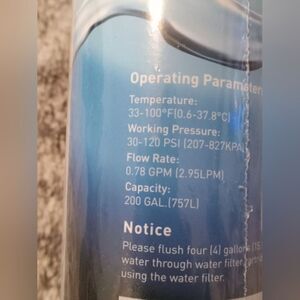 Operating Parameters
Temperature:
33-100°F(0.6-37.8°C)
Working Pressure:
30-120 PSI (207-827KPA)
Flow Rate:
0.78 GPM (2.95LPM)
Capacity:
200 GAL.(757L)
Notice
Please flush four (4) gallons (15
water through water filter
using the water filter.